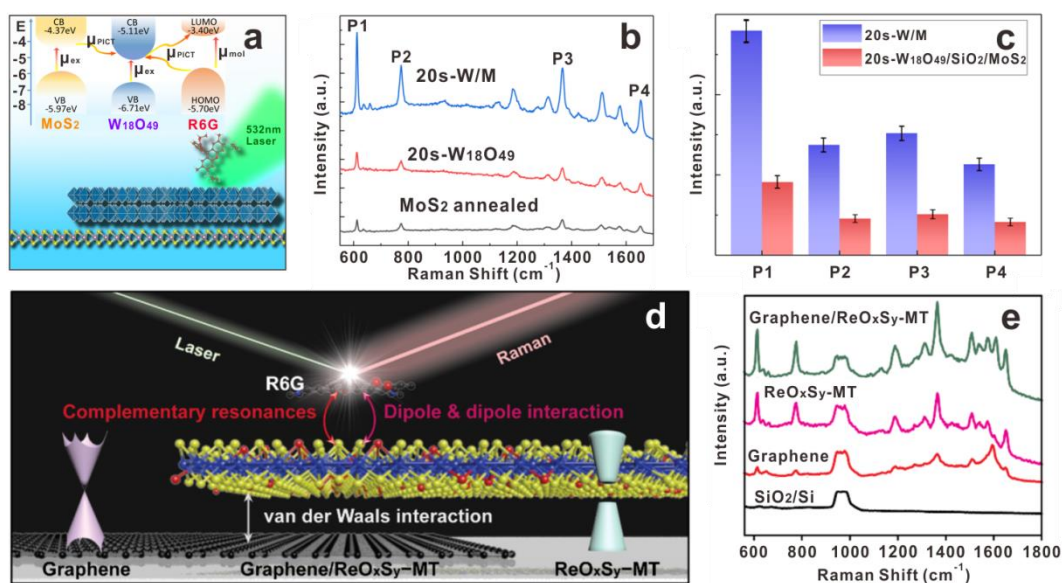 a
E
-4
-5
-6
-7
-8
CB
-4.37eV
CB
-5.11eV
LUMO
-3.40eV
μPICT
μPICT
μmol
μex
μex
VB
-5.97eV
VB
-6.71eV
HOMO
-5.70eV
MoS₂
W₁₈O₄₉
R6G
532nm
Laser
b
Intensity (a.u.)
P1
P2
P3
P4
20s-W/M
20s-W₁₈O₄₉
MoS₂ annealed
600 800 1000 1200 1400 1600
Raman Shift (cm⁻¹)
c
Intensity (a.u.)
20s-W/M
20s-W₁₈O₄₉/SiO₂/MoS₂
P1 P2 P3 P4
d
Laser
Raman
R6G
Complementary resonances
Dipole & dipole interaction
van der Waals interaction
Graphene
Graphene/ReOₓSᵧ-MT
ReOₓSᵧ-MT
e
Intensity (a.u.)
Graphene/ReOₓSᵧ-MT
ReOₓSᵧ-MT
Graphene
SiO₂/Si
600 800 1000 1200 1400 1600 1800
Raman Shift (cm⁻¹)